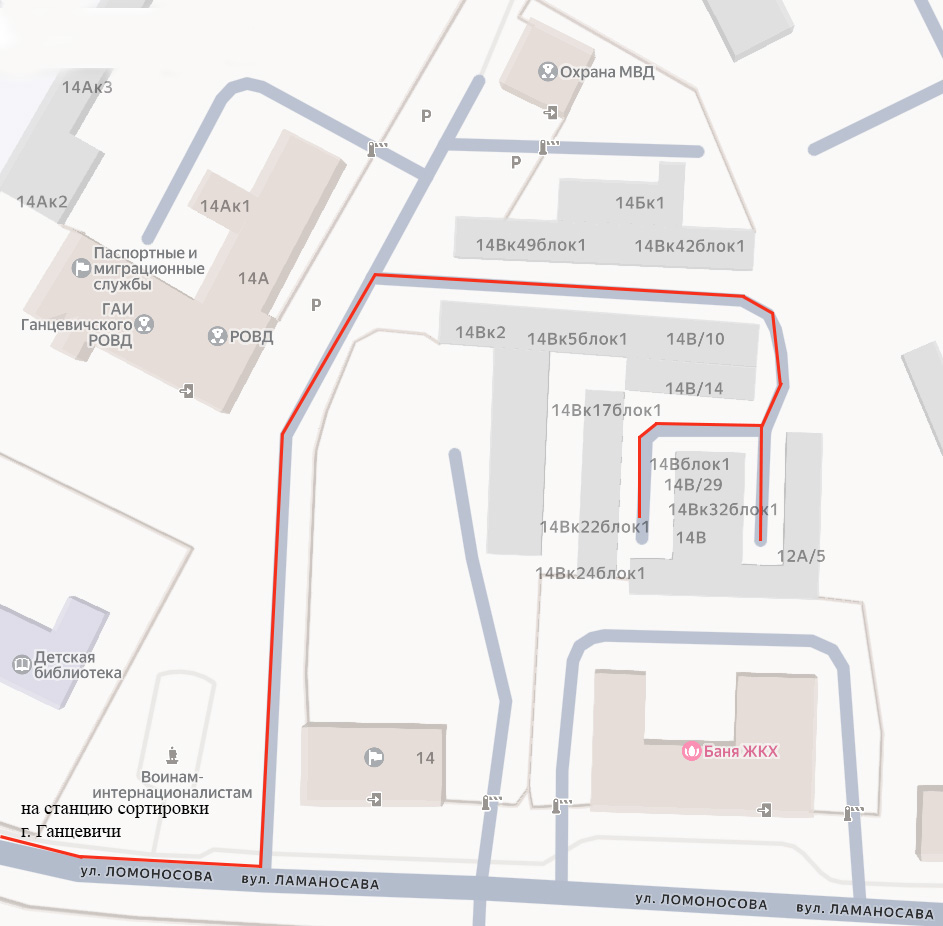 14Ак3
Охрана МВД
P
P
14Ак2
14Ак1
14Бк1
14Вк49блок1
14Вк42блок1
Паспортные и
миграционные
службы
14А
P
ГАИ
Ганцевичского
РОВД
РОВД
14Вк2
14Вк5блок1
14В/10
14В/14
14Вк17блок1
14Вблок1
14В/29
14Вк32блок1
14Вк22блок1
14В
12А/5
14Вк24блок1
Детская
библиотека
14
Баня ЖКХ
Воинам-
интернационалистам
на станцию сортировки
г. Ганцевичи
ул. ЛОМОНОСОВА
вул. ЛАМАНОСАВА
ул. ЛОМОНОСОВА
вул. ЛАМАНОСАВА